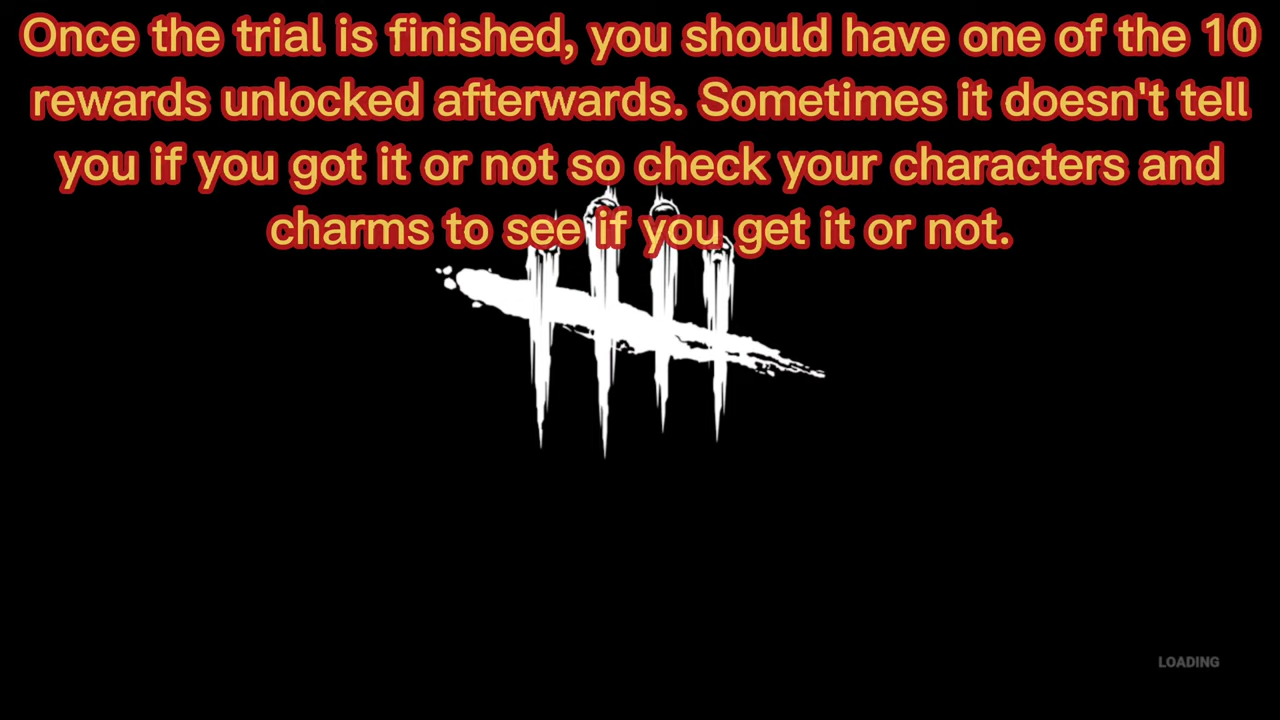 Once the trial is finished, you should have one of the 10
rewards unlocked afterwards. Sometimes it doesn't tell
you if you got it or not so check your characters and
charms to see if you get it or not.
LOADING